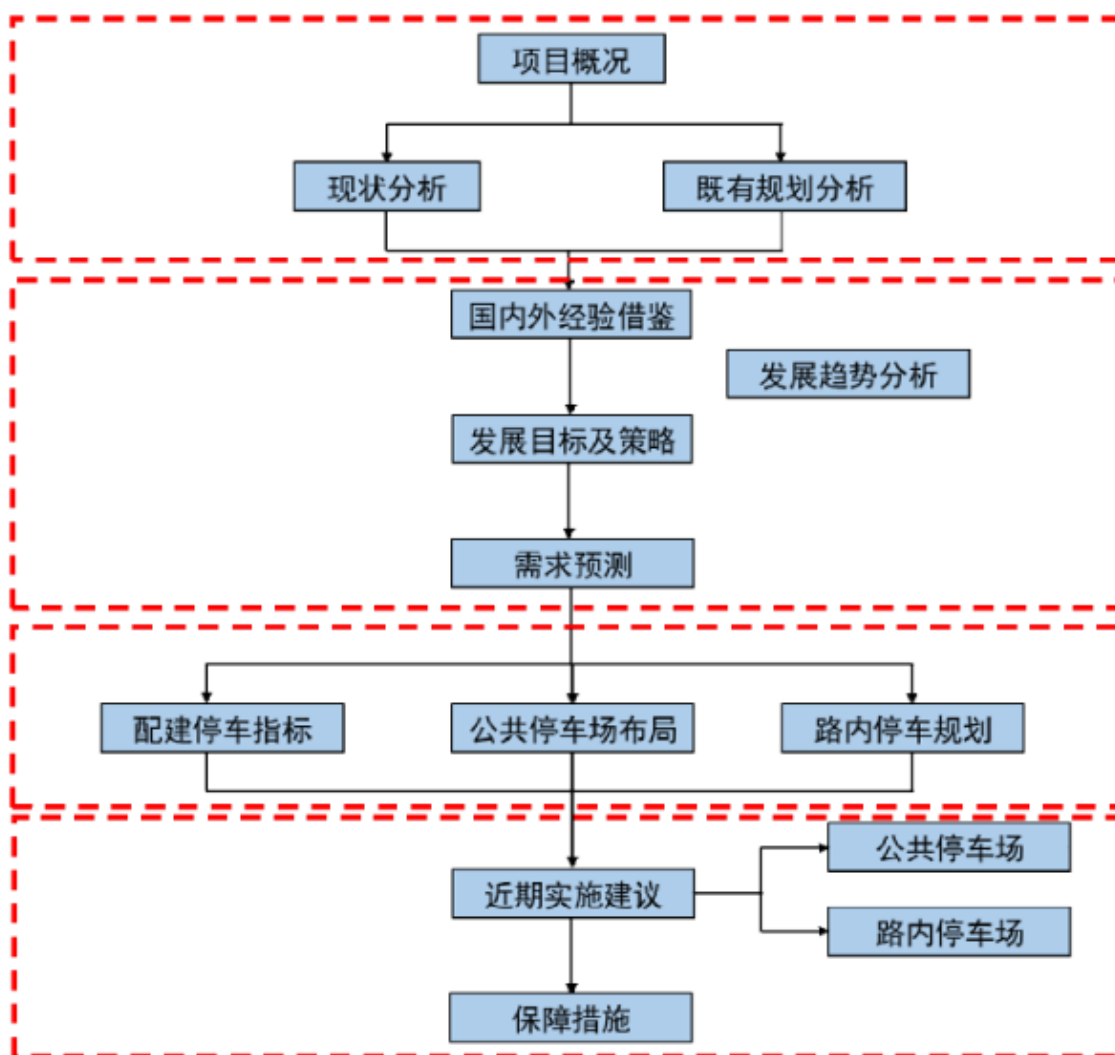 项目概况
现状分析
既有规划分析
国内外经验借鉴
发展趋势分析
发展目标及策略
需求预测
配建停车指标
公共停车场布局
路内停车规划
公共停车场
近期实施建议
路内停车场
保障措施